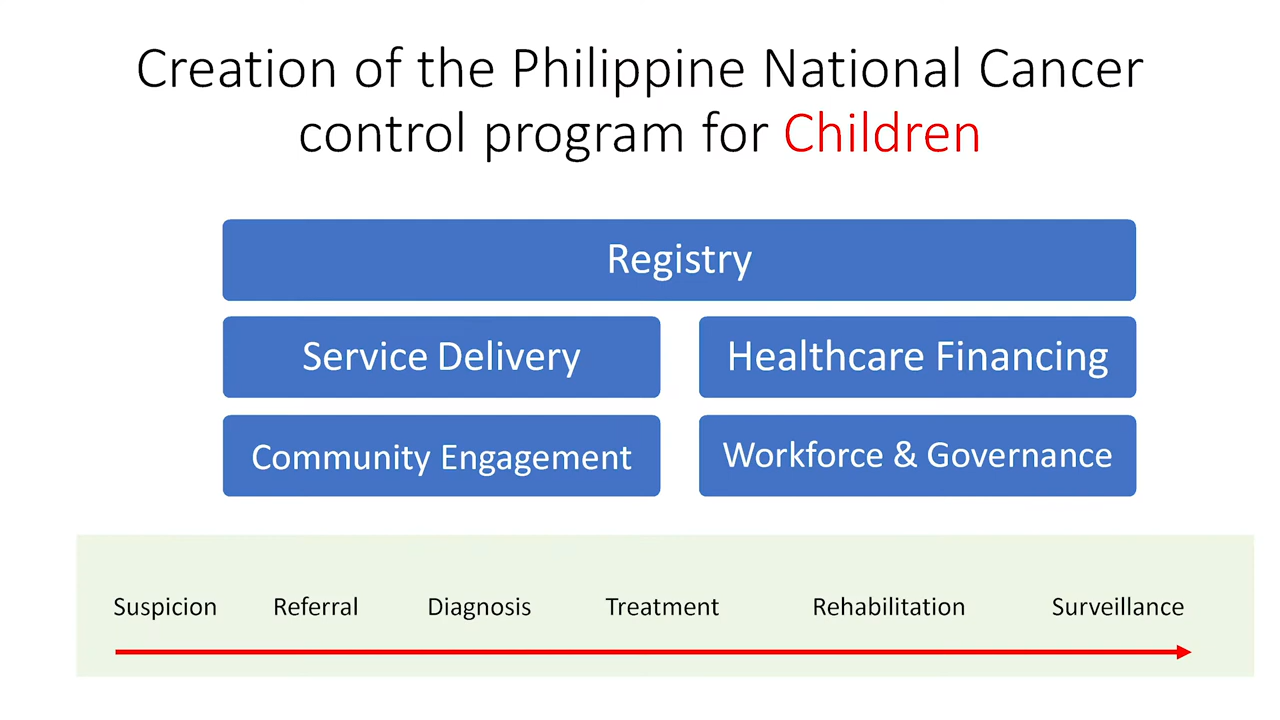 Creation of the Philippine National Cancer
control program for Children
Registry
Service Delivery
Healthcare Financing
Community Engagement
Workforce & Governance
Suspicion
Referral
Diagnosis
Treatment
Rehabilitation
Surveillance